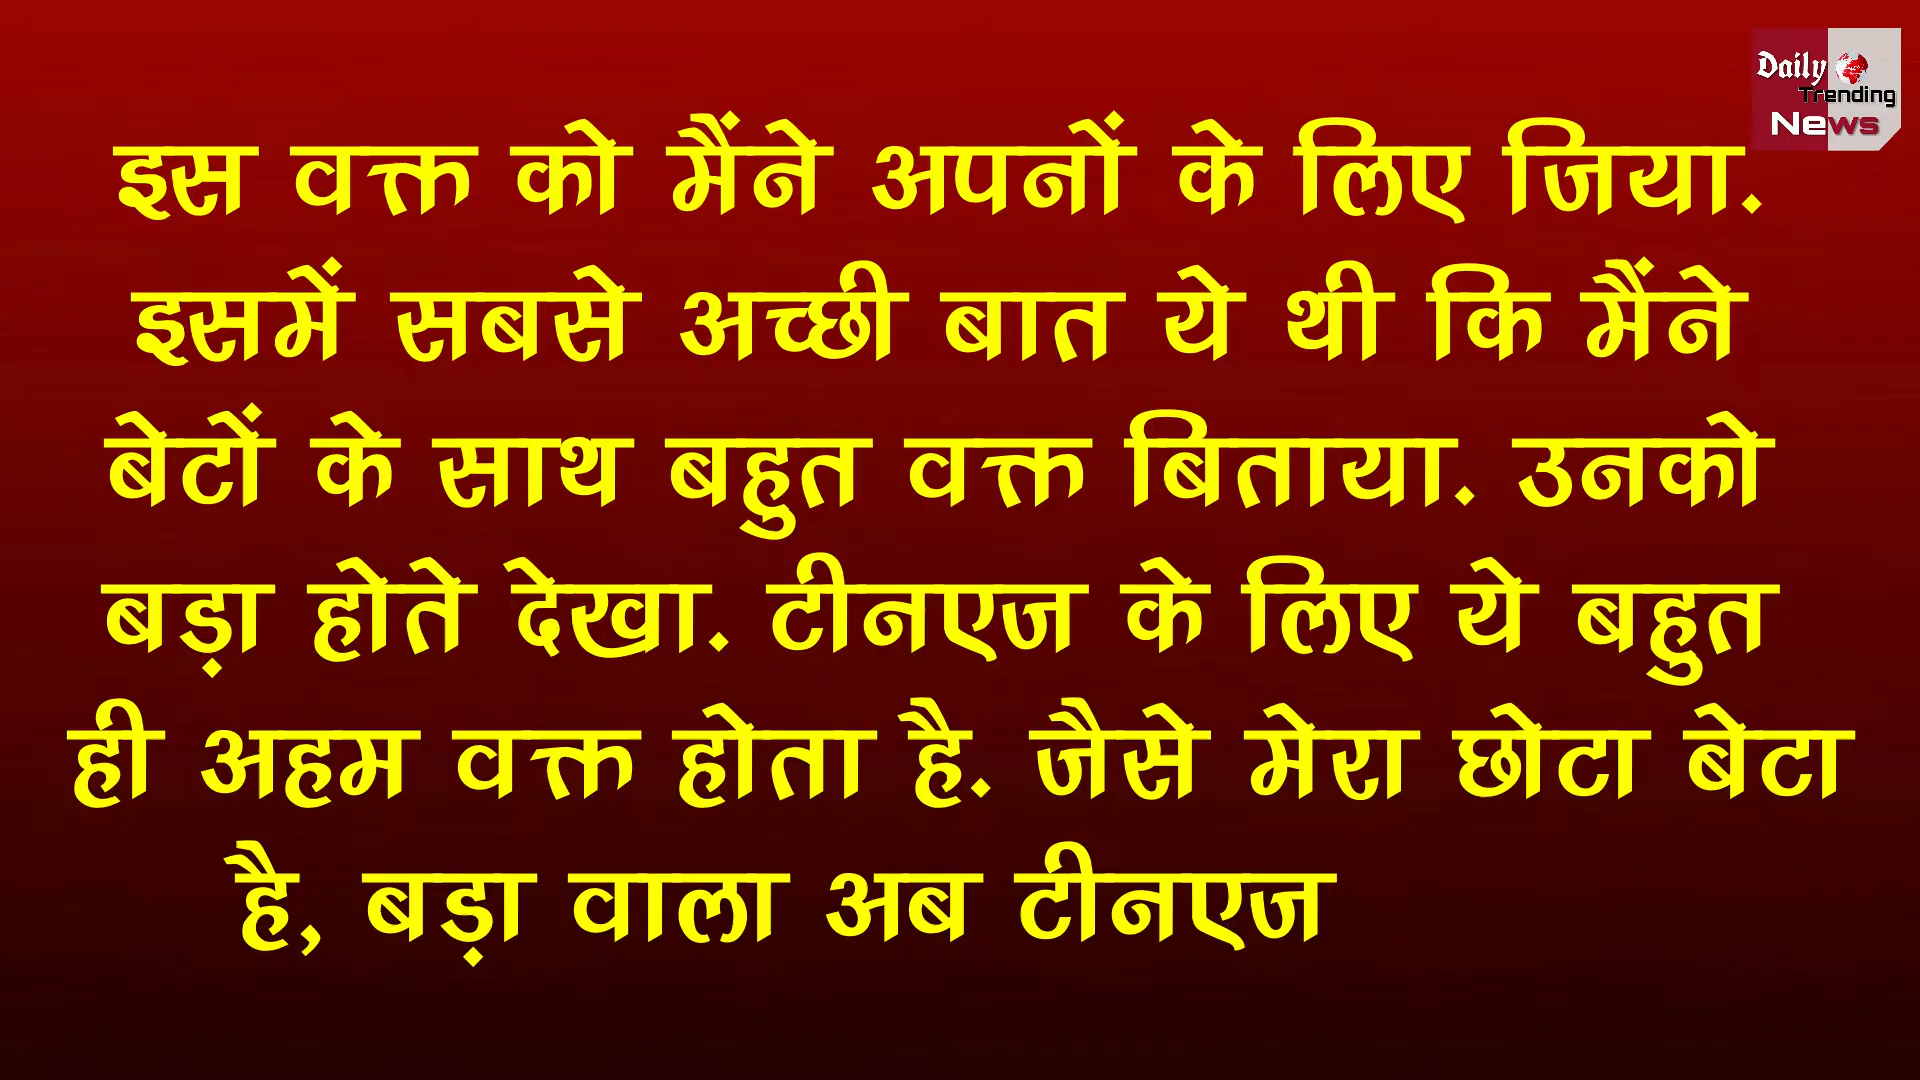 Daily
Trending
News
इस वक्त को मैंने अपनों के लिए जिया.
इसमें सबसे अच्छी बात ये थी कि मैंने
बेटों के साथ बहुत वक्त बिताया. उनको
बड़ा होते देखा. टीनएज के लिए ये बहुत
ही अहम वक्त होता है. जैसे मेरा छोटा बेटा
है, बड़ा वाला अब टीनएज